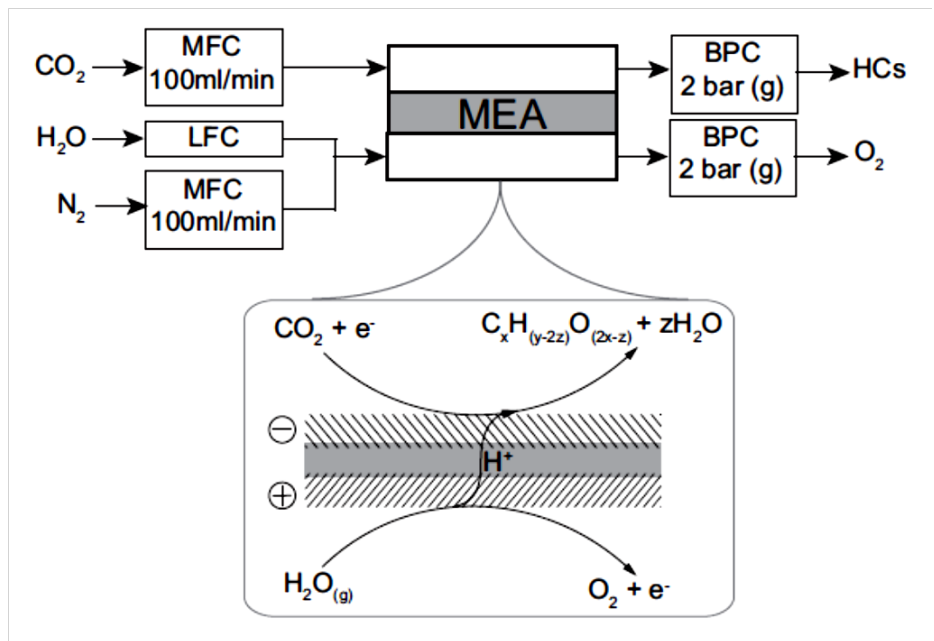 CO₂
MFC
100ml/min
BPC
2 bar (g)
HCs
MEA
H₂O
LFC
N₂
MFC
100ml/min
BPC
2 bar (g)
O₂
CO₂ + e⁻
CₓH₍y₋₂z₎O₍₂ₓ₋z₎ + zH₂O
−
H⁺
+
H₂O₍g₎
O₂ + e⁻